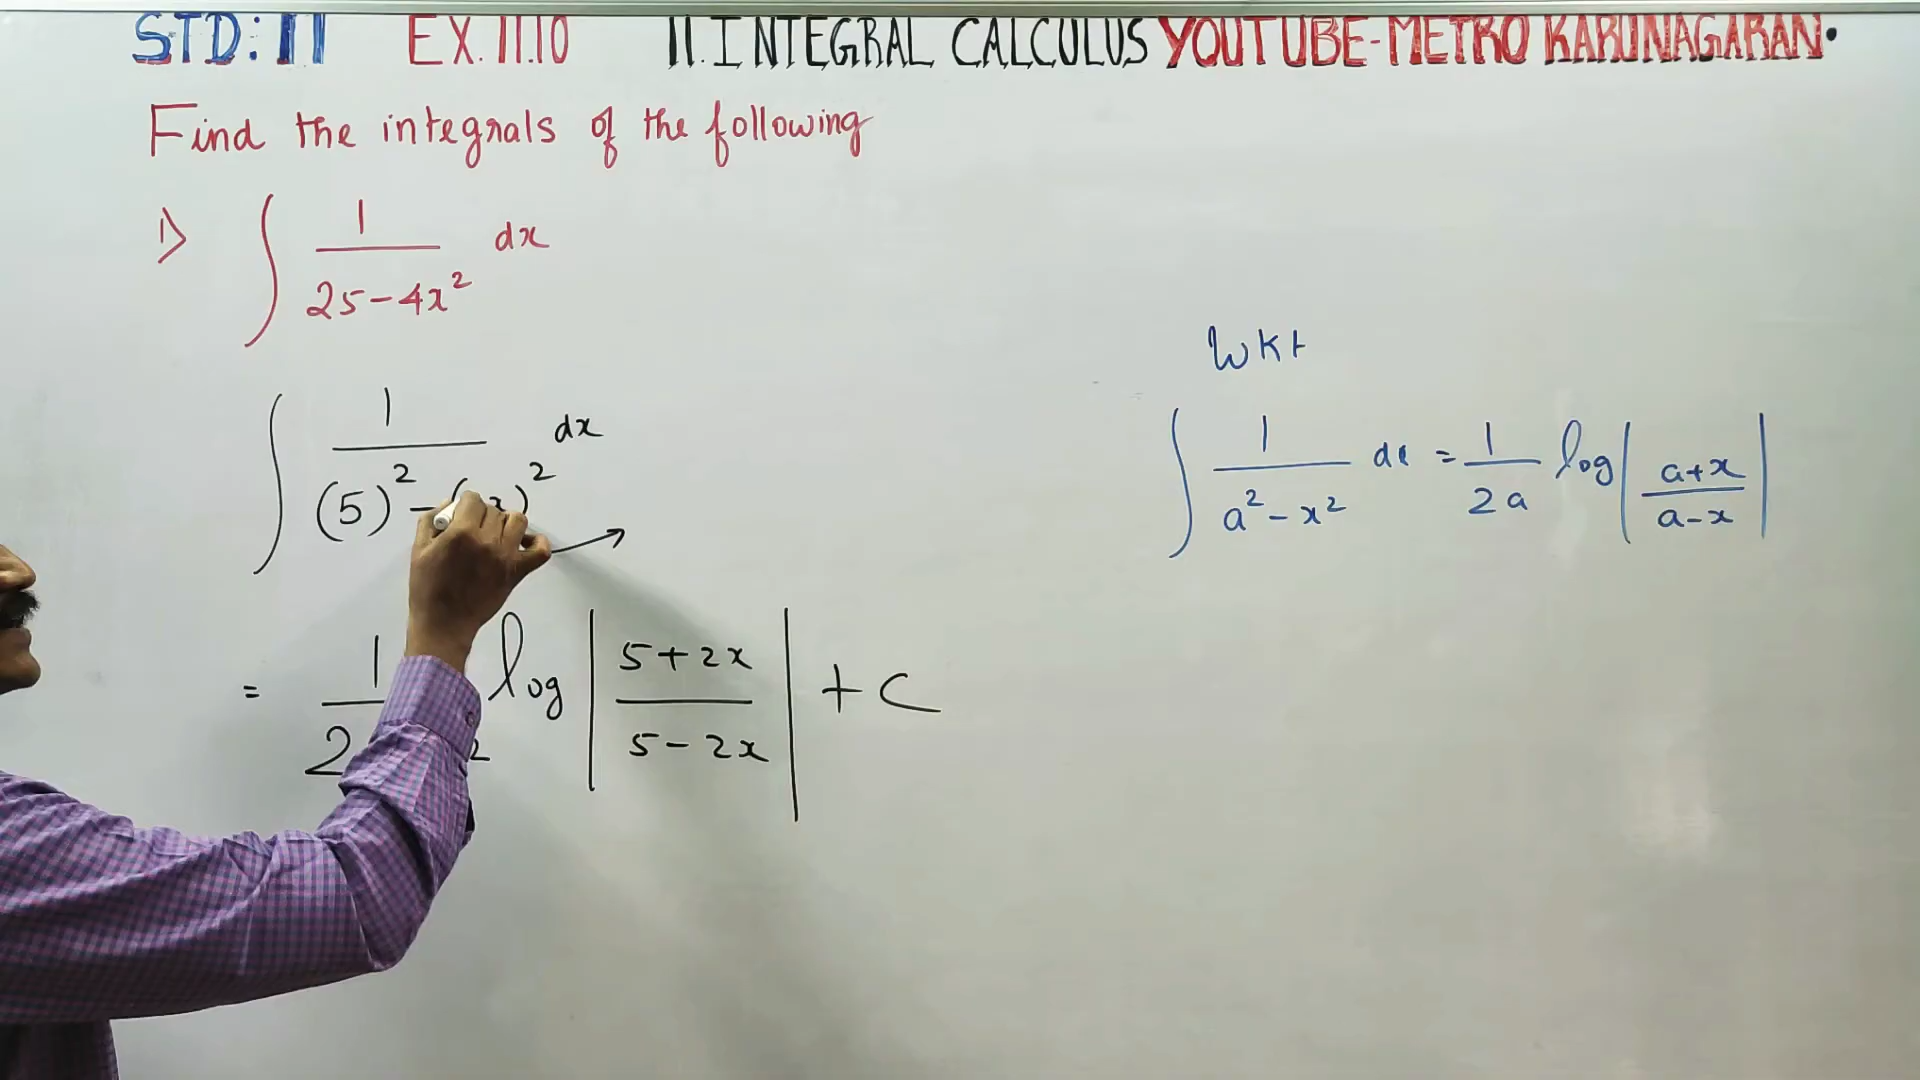 STD: 11 EX. 11.10 11. INTEGRAL CALCULUS YOUTUBE-METRO KARUNAGARAN.
Find the integrals of the following
1) ∫ 1/(25-4x²) dx
∫ 1/((5)² - ( x)²) dx
= 1/2 2 log | (5+2x)/(5-2x) | + C
WKT
∫ 1/(a²-x²) dx = 1/2a log | (a+x)/(a-x) |